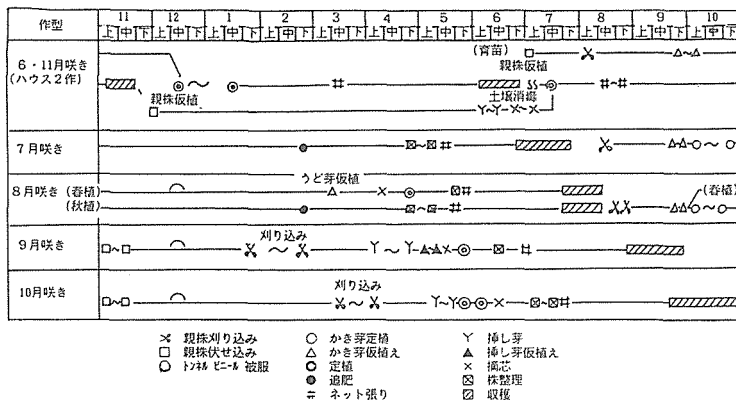 作型 11 12 1 2 3 4 5 6 7 8 9 10
上 中 下 上 中 下 上 中 下 上 中 下 上 中 下 上 中 下 上 中 下 上 中 下 上 中 下 上 中 下 上 中 下 上 中 下
6・11月咲き
(ハウス2作)
(育苗)
親株仮植
親株仮植
土壌消毒
7月咲き
うど芽仮植
8月咲き (春植)
(春植)
(秋植)
9月咲き
刈り込み
10月咲き
刈り込み
親株刈り込み
親株伏せ込み
トンネル ビニール 被服
かき芽定植
かき芽仮植え
定植
追肥
ネット張り
挿し芽
挿し芽仮植え
摘芯
株整理
収穫